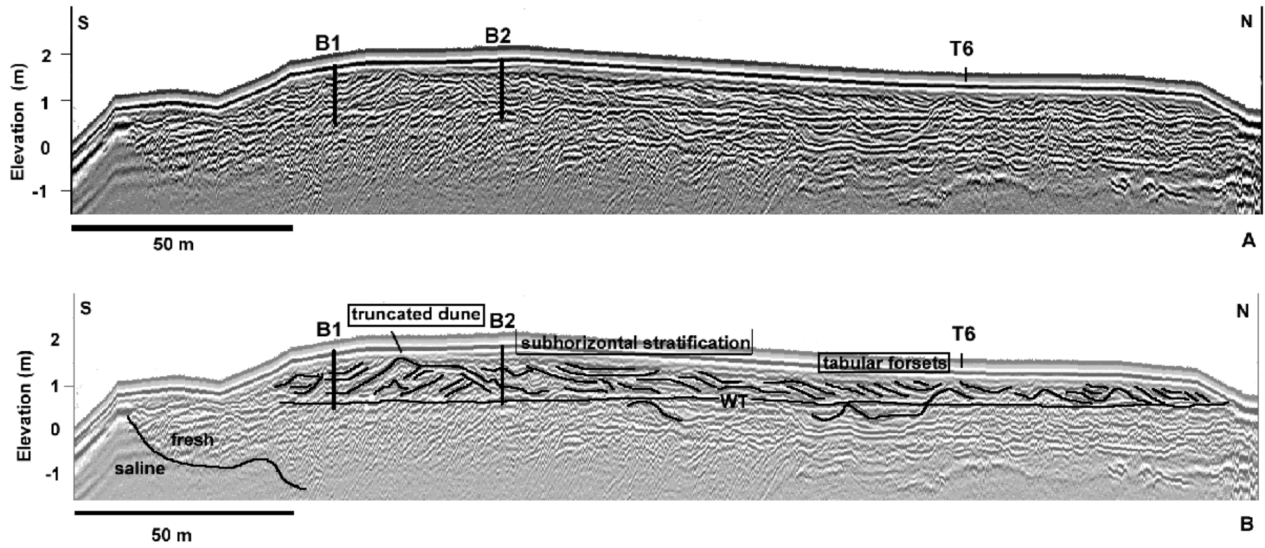 S
N
B1
B2
T6
2
1
0
-1
Elevation (m)
50 m
A
S
N
truncated dune
B1
B2
subhorizontal stratification
T6
tabular forsets
2
1
0
-1
Elevation (m)
WT
fresh
saline
50 m
B